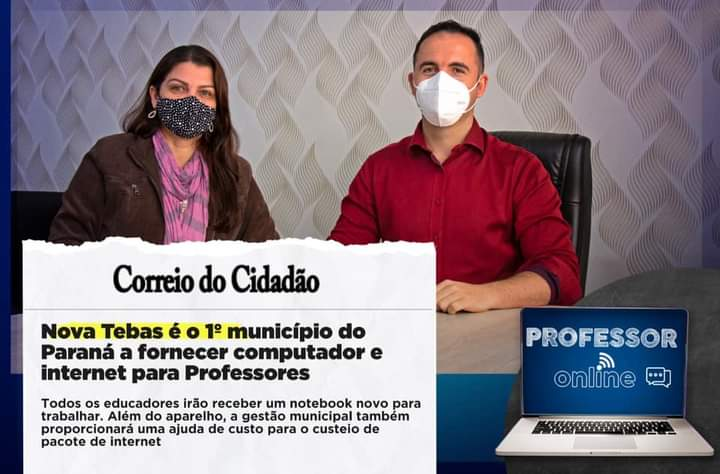 Correio do Cidadão
Nova Tebas é o 1º município do
Paraná a fornecer computador e
internet para Professores
Todos os educadores irão receber um notebook novo para
trabalhar. Além do aparelho, a gestão municipal também
proporcionará uma ajuda de custo para o custeio de
pacote de internet
PROFESSOR
online